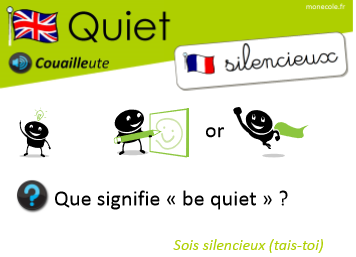 monecole.fr
Quiet
Couailleute
silencieux
or
? Que signifie « be quiet » ?
Sois silencieux (tais-toi)